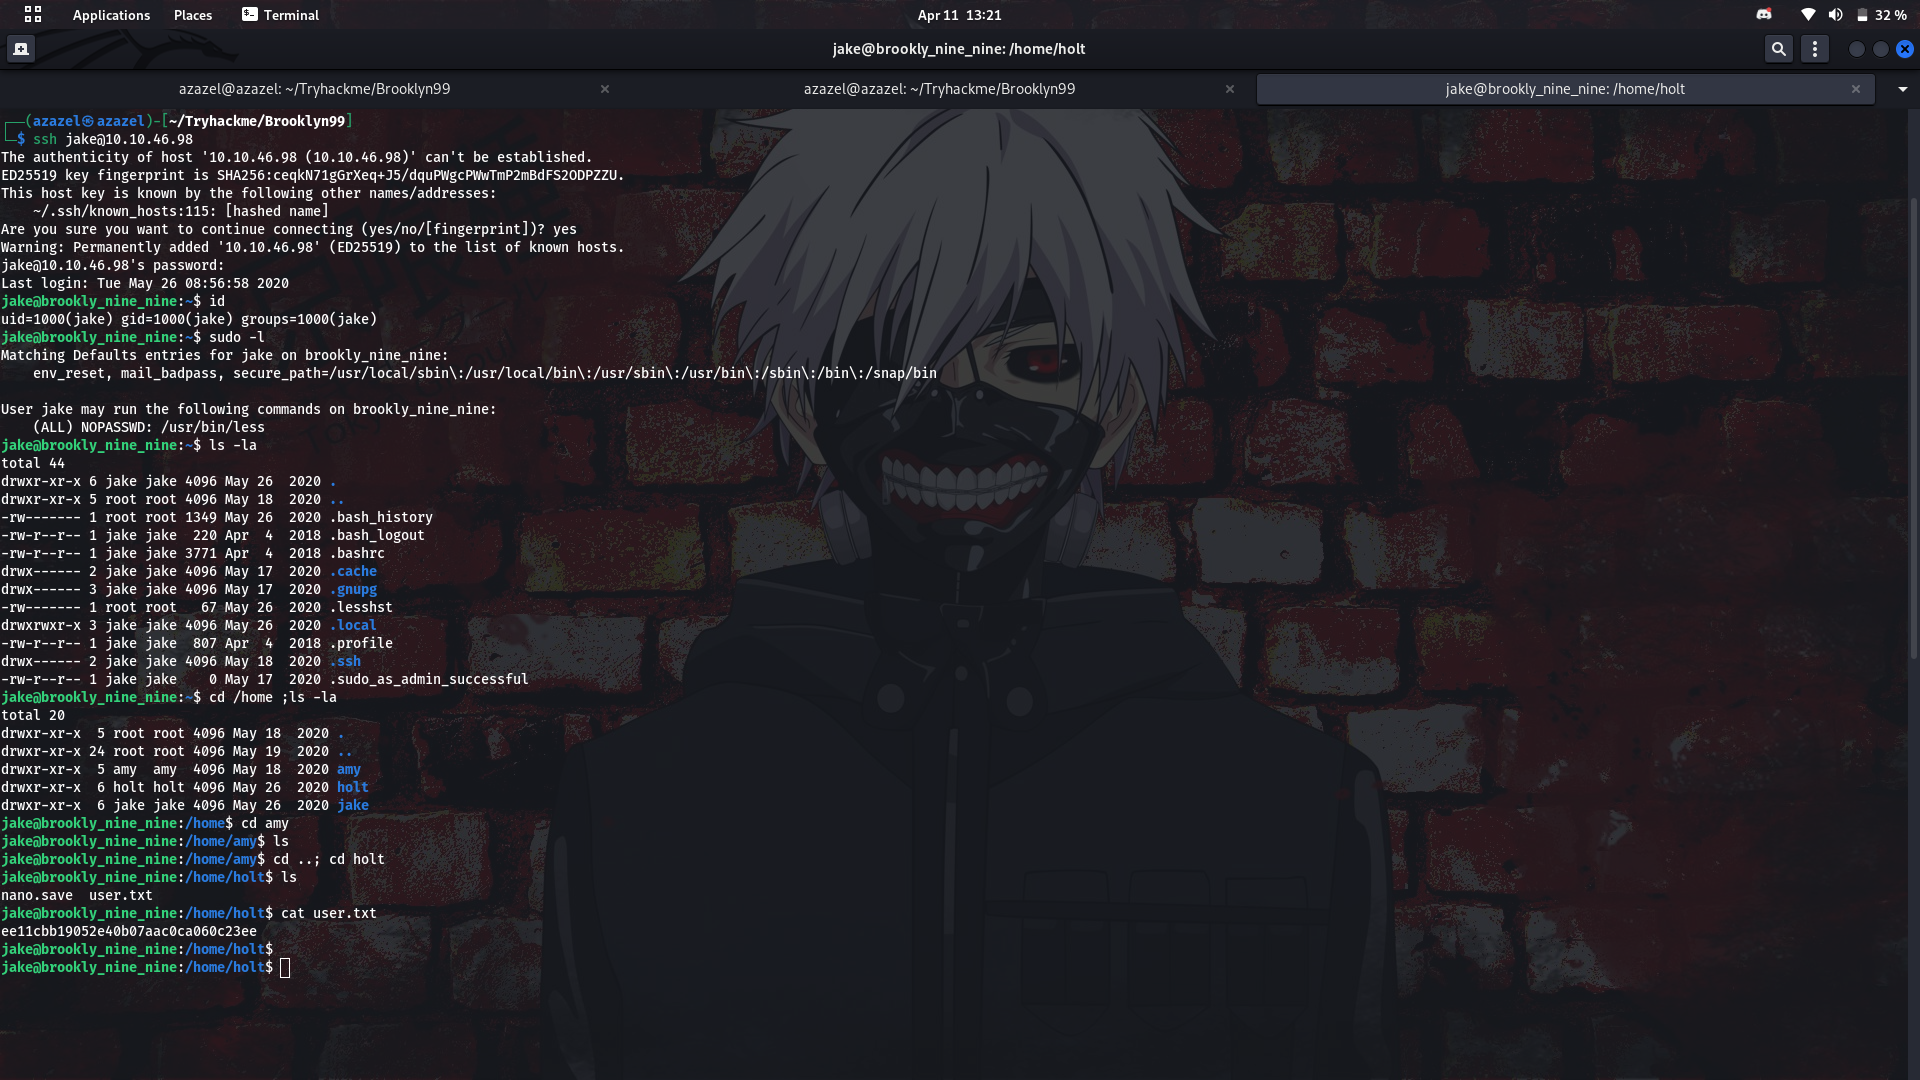 Applications Places Terminal Apr 11 13:21 32 %
jake@brookly_nine_nine: /home/holt
azazel@azazel: ~/Tryhackme/Brooklyn99 × azazel@azazel: ~/Tryhackme/Brooklyn99 × jake@brookly_nine_nine: /home/holt ×
┌──(azazel㉿azazel)-[~/Tryhackme/Brooklyn99]
└─$ ssh jake@10.10.46.98
The authenticity of host '10.10.46.98 (10.10.46.98)' can't be established.
ED25519 key fingerprint is SHA256:ceqkN71gGrXeq+J5/dquPWgcPWwTmP2mBdFS2ODPZZU.
This host key is known by the following other names/addresses:
    ~/.ssh/known_hosts:115: [hashed name]
Are you sure you want to continue connecting (yes/no/[fingerprint])? yes
Warning: Permanently added '10.10.46.98' (ED25519) to the list of known hosts.
jake@10.10.46.98's password:
Last login: Tue May 26 08:56:58 2020
jake@brookly_nine_nine:~$ id
uid=1000(jake) gid=1000(jake) groups=1000(jake)
jake@brookly_nine_nine:~$ sudo -l
Matching Defaults entries for jake on brookly_nine_nine:
    env_reset, mail_badpass, secure_path=/usr/local/sbin\:/usr/local/bin\:/usr/sbin\:/usr/bin\:/sbin\:/bin\:/snap/bin
User jake may run the following commands on brookly_nine_nine:
    (ALL) NOPASSWD: /usr/bin/less
jake@brookly_nine_nine:~$ ls -la
total 44
drwxr-xr-x 6 jake jake 4096 May 26  2020 .
drwxr-xr-x 5 root root 4096 May 18  2020 ..
-rw------- 1 root root 1349 May 26  2020 .bash_history
-rw-r--r-- 1 jake jake  220 Apr  4  2018 .bash_logout
-rw-r--r-- 1 jake jake 3771 Apr  4  2018 .bashrc
drwx------ 2 jake jake 4096 May 17  2020 .cache
drwx------ 3 jake jake 4096 May 17  2020 .gnupg
-rw------- 1 root root   67 May 26  2020 .lesshst
drwxrwxr-x 3 jake jake 4096 May 26  2020 .local
-rw-r--r-- 1 jake jake  807 Apr  4  2018 .profile
drwx------ 2 jake jake 4096 May 18  2020 .ssh
-rw-r--r-- 1 jake jake    0 May 17  2020 .sudo_as_admin_successful
jake@brookly_nine_nine:~$ cd /home ;ls -la
total 20
drwxr-xr-x  5 root root 4096 May 18  2020 .
drwxr-xr-x 24 root root 4096 May 19  2020 ..
drwxr-xr-x  5 amy  amy  4096 May 18  2020 amy
drwxr-xr-x  6 holt holt 4096 May 26  2020 holt
drwxr-xr-x  6 jake jake 4096 May 26  2020 jake
jake@brookly_nine_nine:/home$ cd amy
jake@brookly_nine_nine:/home/amy$ ls
jake@brookly_nine_nine:/home/amy$ cd ..; cd holt
jake@brookly_nine_nine:/home/holt$ ls
nano.save  user.txt
jake@brookly_nine_nine:/home/holt$ cat user.txt
ee11cbb19052e40b07aac0ca060c23ee
jake@brookly_nine_nine:/home/holt$
jake@brookly_nine_nine:/home/holt$